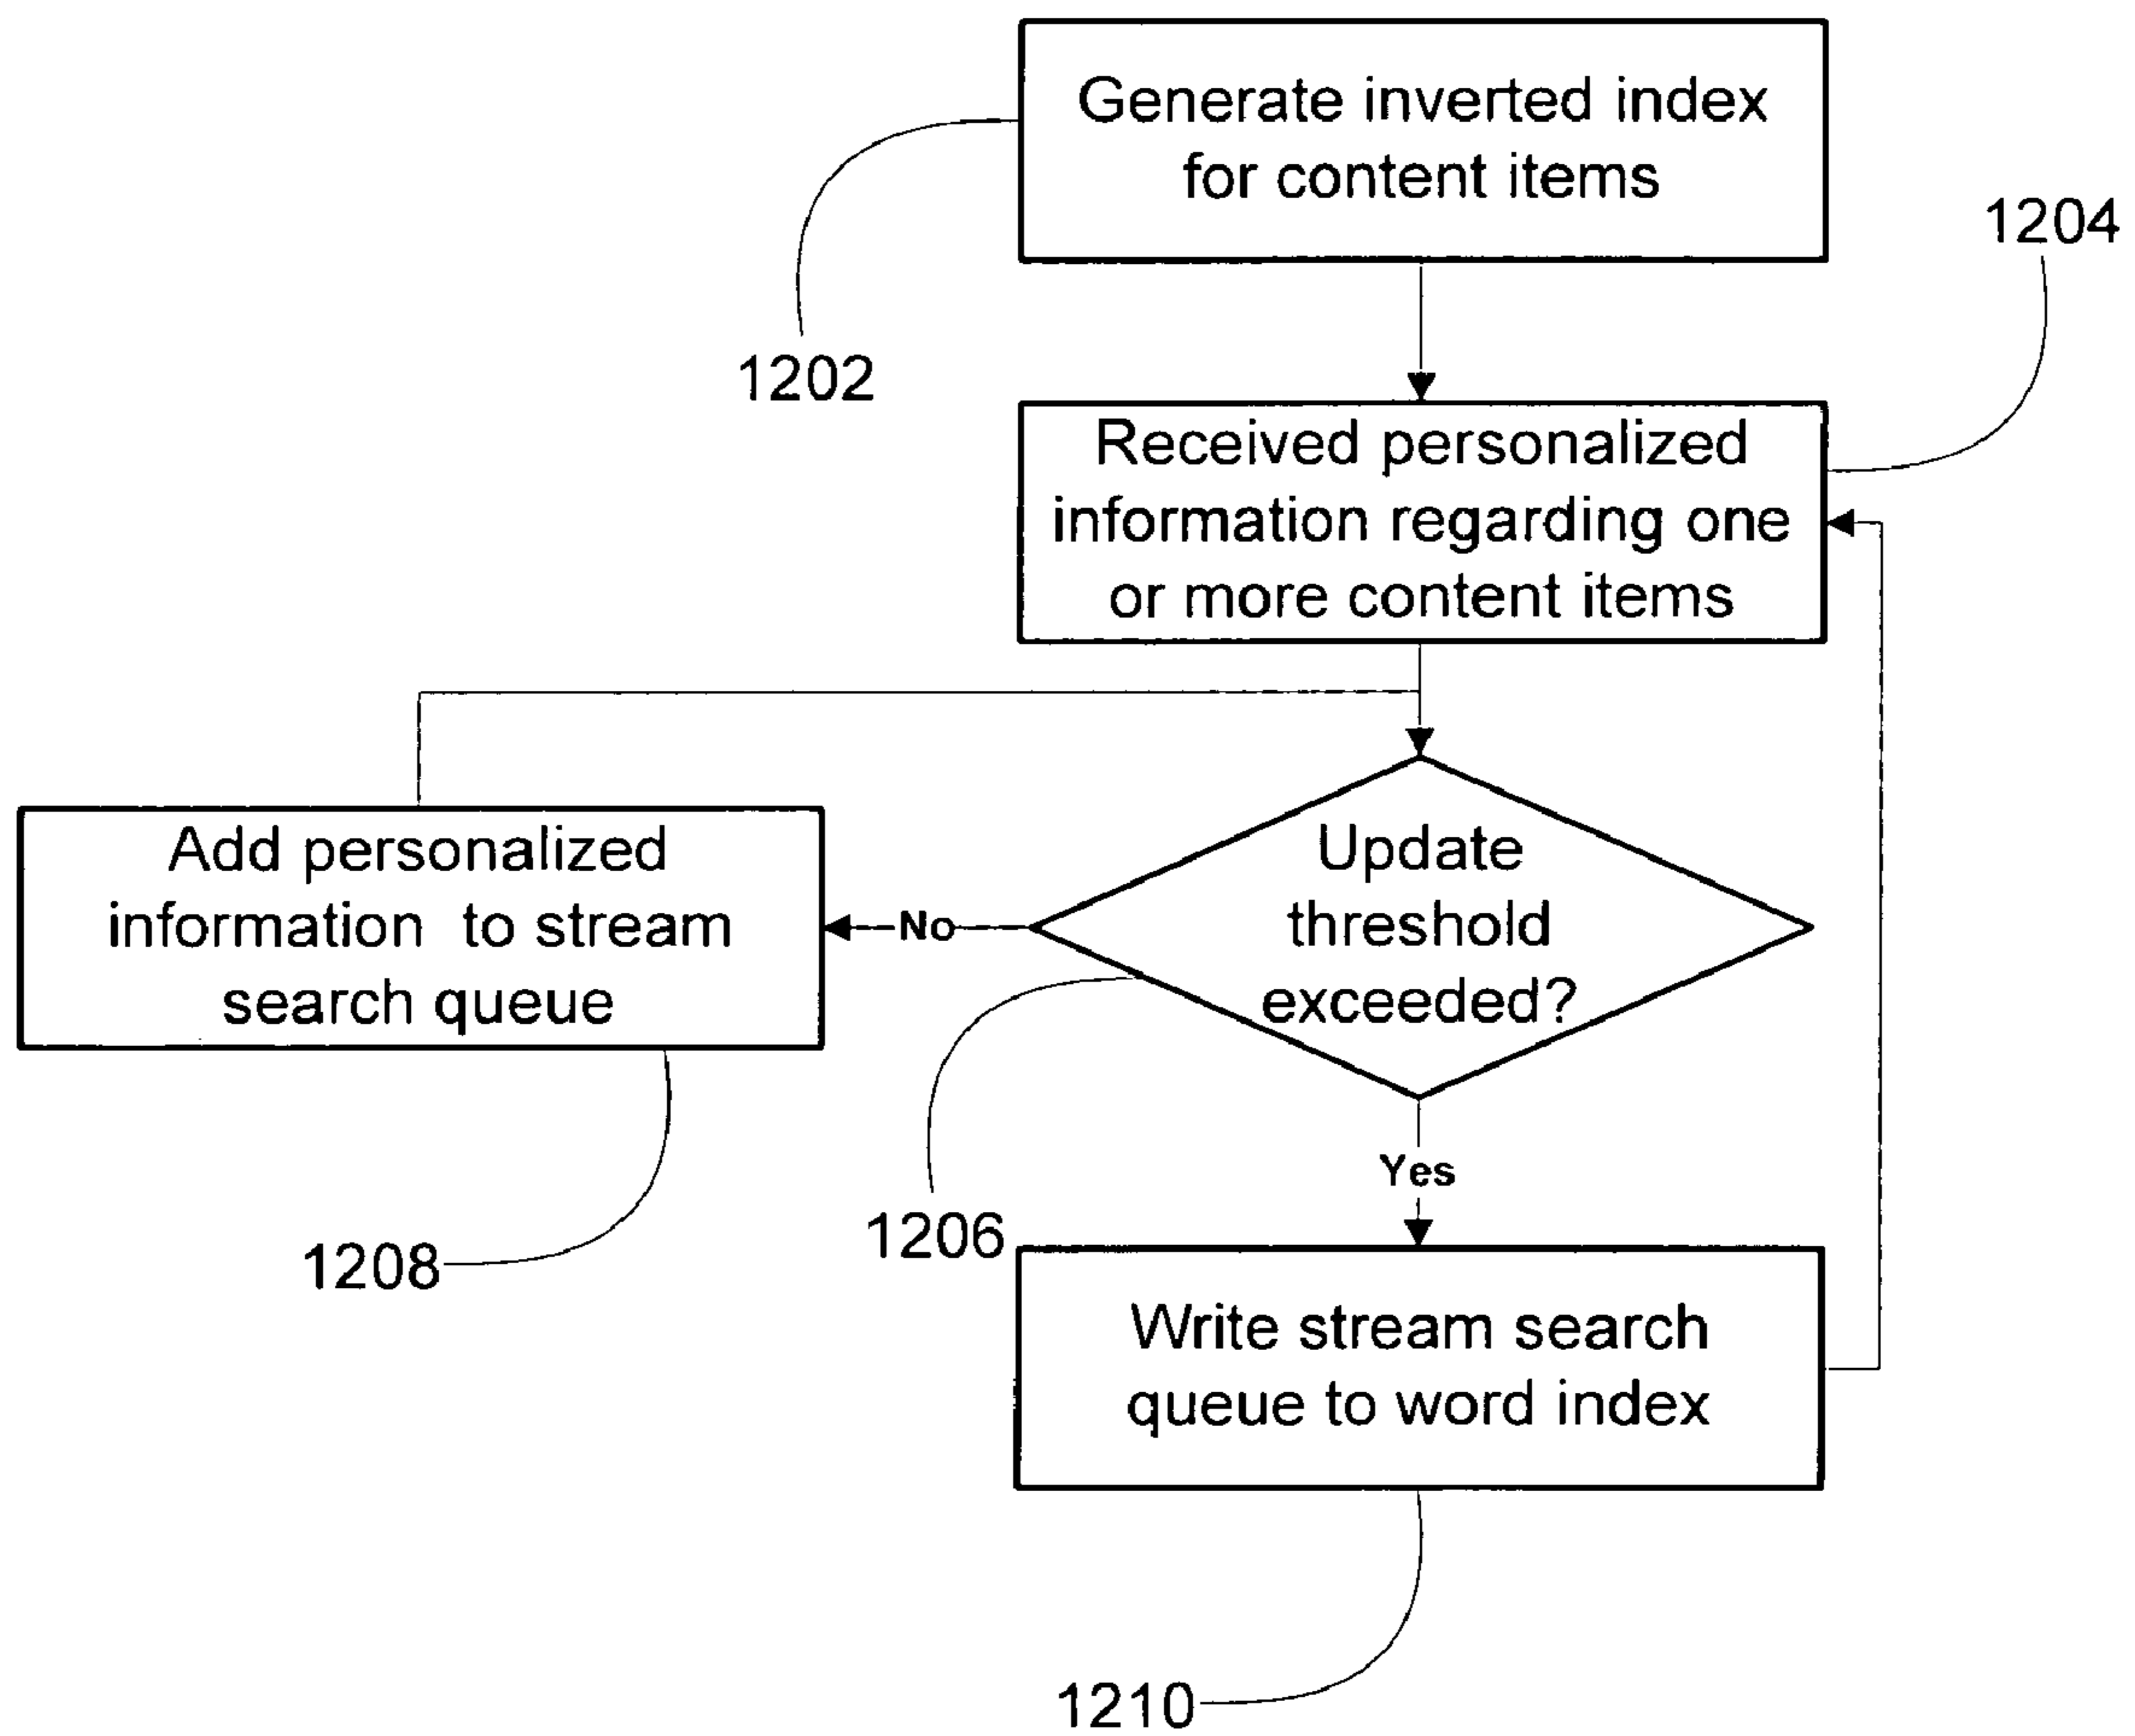 Generate inverted index
for content items
1204
1202
Received personalized
information regarding one
or more content items
Add personalized
information to stream
search queue
No
Update
threshold
exceeded?
Yes
1206
1208
Write stream search
queue to word index
1210